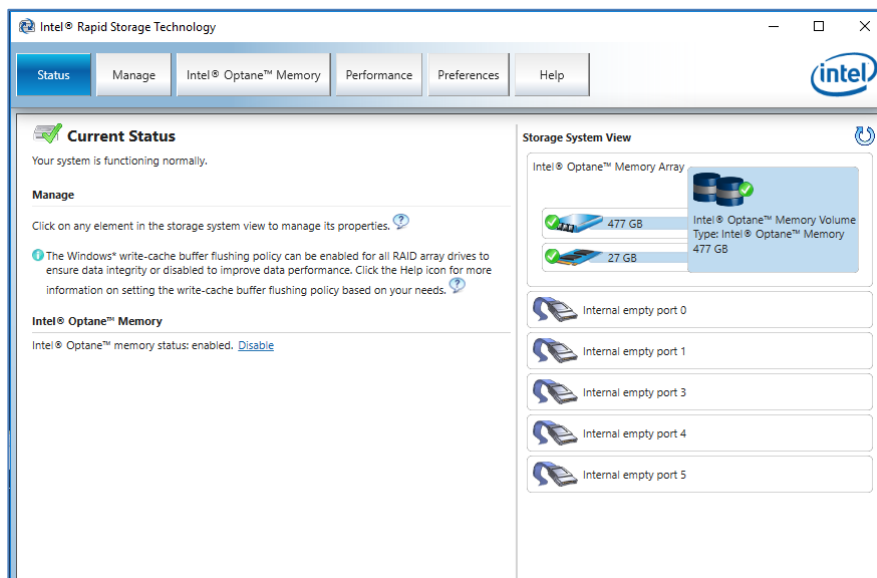 Intel® Rapid Storage Technology
Status
Manage
Intel® Optane™ Memory
Performance
Preferences
Help
intel
Current Status
Your system is functioning normally.
Manage
Click on any element in the storage system view to manage its properties.
The Windows* write-cache buffer flushing policy can be enabled for all RAID array drives to
ensure data integrity or disabled to improve data performance. Click the Help icon for more
information on setting the write-cache buffer flushing policy based on your needs.
Intel® Optane™ Memory
Intel® Optane™ memory status: enabled. Disable
Storage System View
Intel® Optane™ Memory Array
477 GB
27 GB
Intel® Optane™ Memory Volume
Type: Intel® Optane™ Memory
477 GB
Internal empty port 0
Internal empty port 1
Internal empty port 3
Internal empty port 4
Internal empty port 5